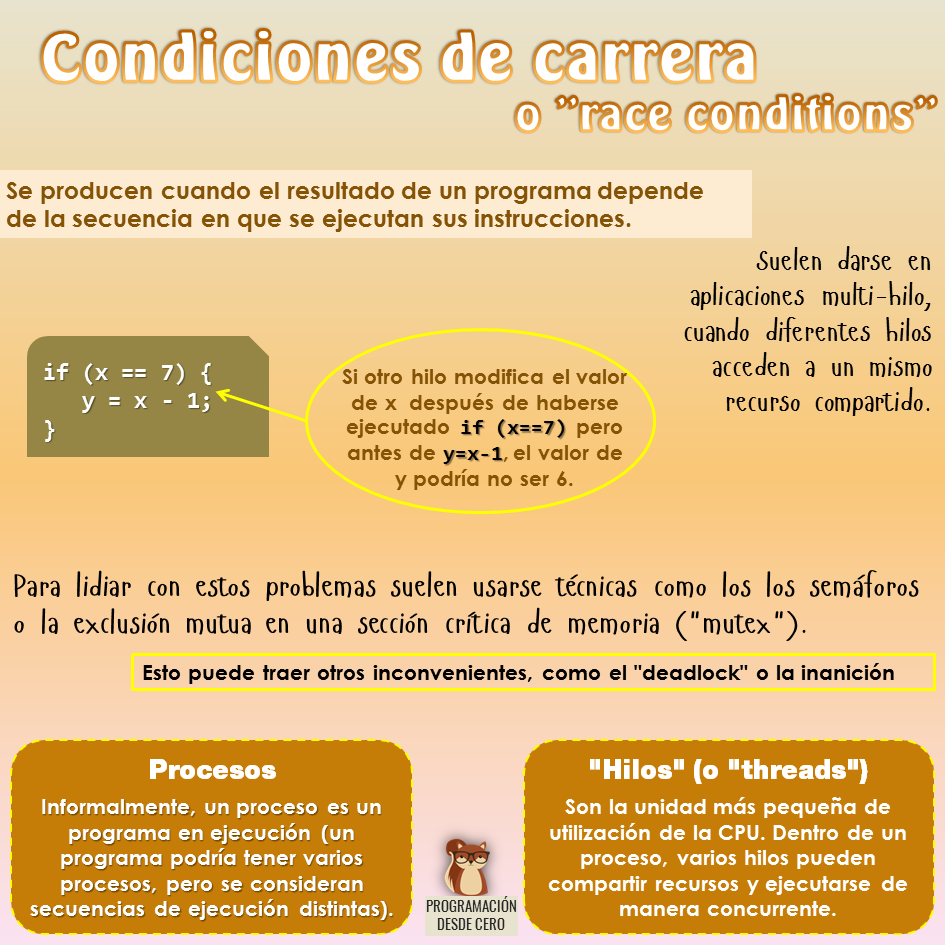 Condiciones de carrera
o "race conditions"
Se producen cuando el resultado de un programa depende
de la secuencia en que se ejecutan sus instrucciones.
Suelen darse en
aplicaciones multi-hilo,
cuando diferentes hilos
acceden a un mismo
recurso compartido.
if (x == 7) {
   y = x - 1;
}
Si otro hilo modifica el valor
de x después de haberse
ejecutado if (x==7) pero
antes de y=x-1, el valor de
y podría no ser 6.
Para lidiar con estos problemas suelen usarse técnicas como los los semáforos
o la exclusión mutua en una sección crítica de memoria ("mutex").
Esto puede traer otros inconvenientes, como el "deadlock" o la inanición
Procesos
Informalmente, un proceso es un
programa en ejecución (un
programa podría tener varios
procesos, pero se consideran
secuencias de ejecución distintas).
PROGRAMACIÓN
DESDE CERO
"Hilos" (o "threads")
Son la unidad más pequeña de
utilización de la CPU. Dentro de un
proceso, varios hilos pueden
compartir recursos y ejecutarse de
manera concurrente.